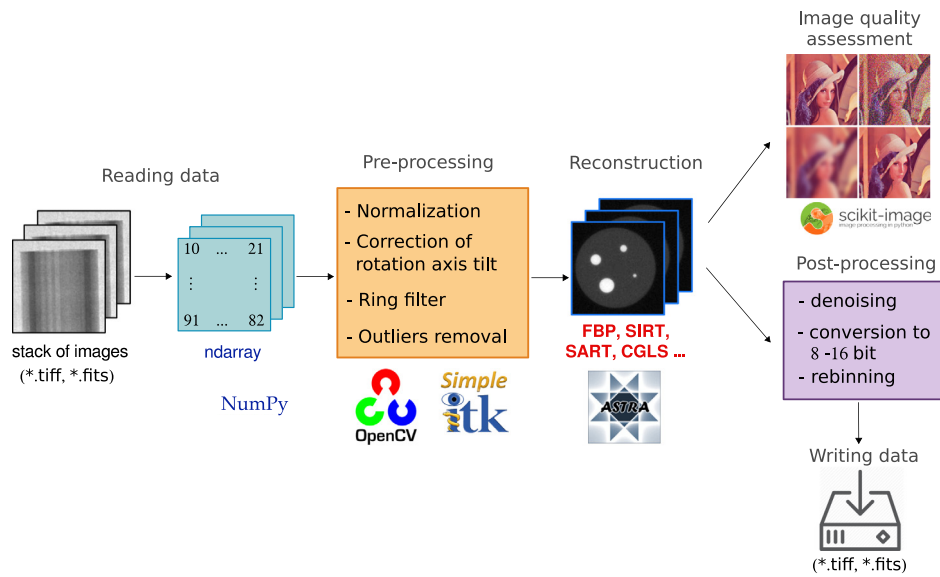 Reading data
stack of images
(*.tiff, *.fits)
10 ... 21
⋮ ⋮
91 ... 82
ndarray
NumPy
Pre-processing
- Normalization
- Correction of
rotation axis tilt
- Ring filter
- Outliers removal
OpenCV
Simple
itk
Reconstruction
FBP, SIRT,
SART, CGLS ...
ASTRA
Image quality
assessment
scikit-image
image processing in python
Post-processing
- denoising
- conversion to
8 -16 bit
- rebinning
Writing data
(*.tiff, *.fits)